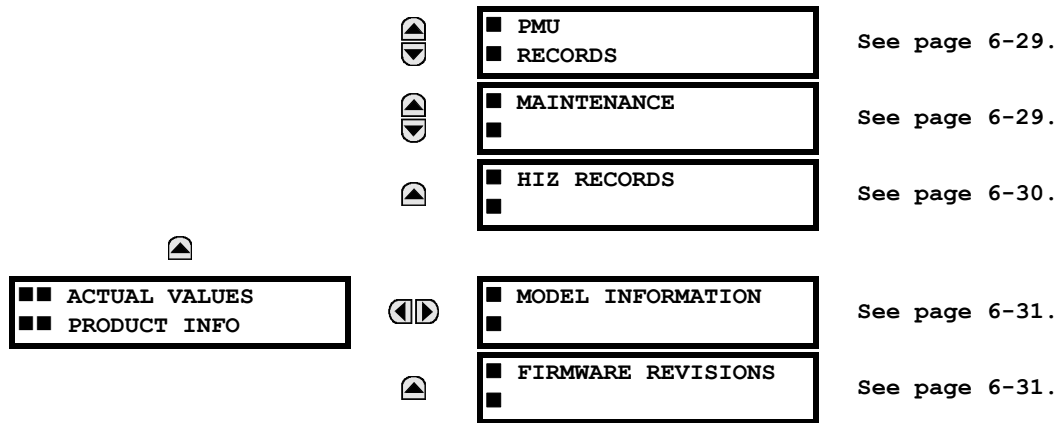 ■ PMU
■ RECORDS
See page 6-29.
■ MAINTENANCE
■
See page 6-29.
■ HIZ RECORDS
■
See page 6-30.
■■ ACTUAL VALUES
■■ PRODUCT INFO
■ MODEL INFORMATION
■
See page 6-31.
■ FIRMWARE REVISIONS
■
See page 6-31.